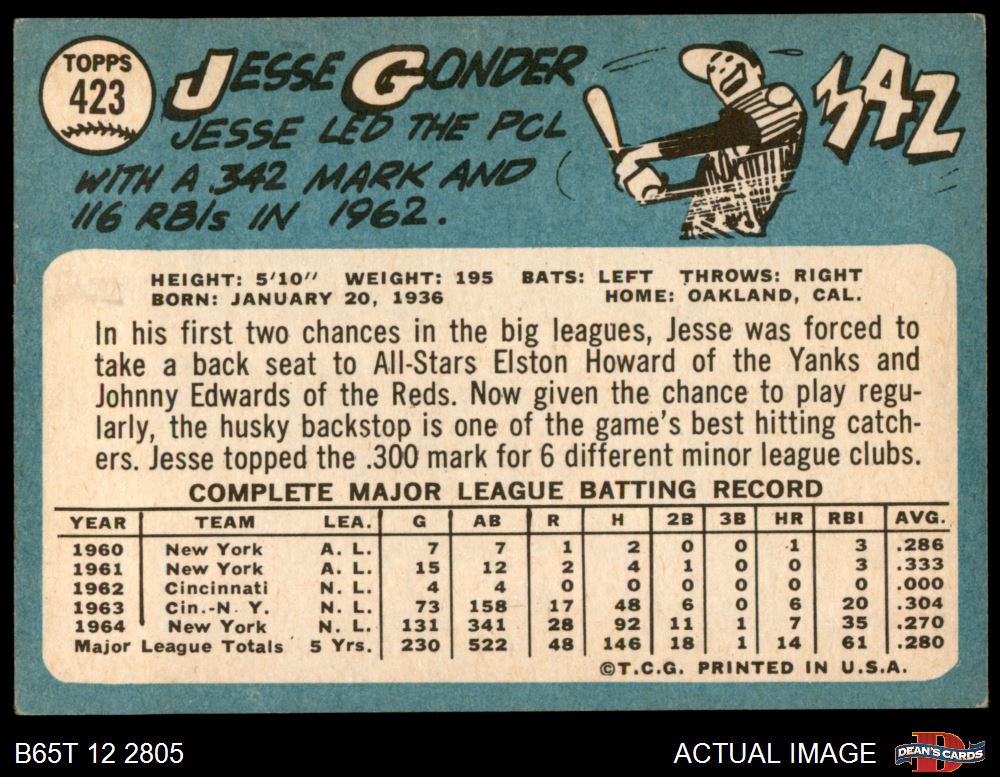 TOPPS
423
JESSE GONDER
JESSE LED THE PCL
WITH A .342 MARK AND
116 RBIs IN 1962.
342
HEIGHT: 5'10" WEIGHT: 195 BATS: LEFT THROWS: RIGHT
BORN: JANUARY 20, 1936 HOME: OAKLAND, CAL.
In his first two chances in the big leagues, Jesse was forced to
take a back seat to All-Stars Elston Howard of the Yanks and
Johnny Edwards of the Reds. Now given the chance to play regu-
larly, the husky backstop is one of the game's best hitting catch-
ers. Jesse topped the .300 mark for 6 different minor league clubs.
COMPLETE MAJOR LEAGUE BATTING RECORD
YEAR TEAM LEA. G AB R H 2B 3B HR RBI AVG.
1960 New York A. L. 7 7 1 2 0 0 1 3 .286
1961 New York A. L. 15 12 2 4 1 0 0 3 .333
1962 Cincinnati N. L. 4 4 0 0 0 0 0 0 .000
1963 Cin.-N. Y. N. L. 73 158 17 48 6 0 6 20 .304
1964 New York N. L. 131 341 28 92 11 1 7 35 .270
Major League Totals 5 Yrs. 230 522 48 146 18 1 14 61 .280
©T.C.G. PRINTED IN U.S.A.
B65T 12 2805
ACTUAL IMAGE
DEAN'S CARDS